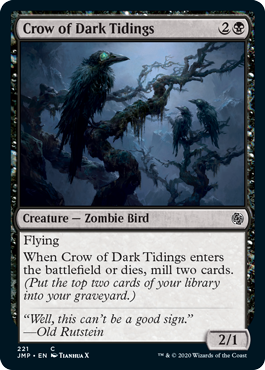 Crow of Dark Tidings 2
Creature — Zombie Bird
Flying
When Crow of Dark Tidings enters
the battlefield or dies, mill two cards.
(Put the top two cards of your library
into your graveyard.)
“Well, this can’t be a good sign.”
—Old Rutstein
2/1
221 C
JMP • EN Tianhua X
™ & © 2020 Wizards of the Coast